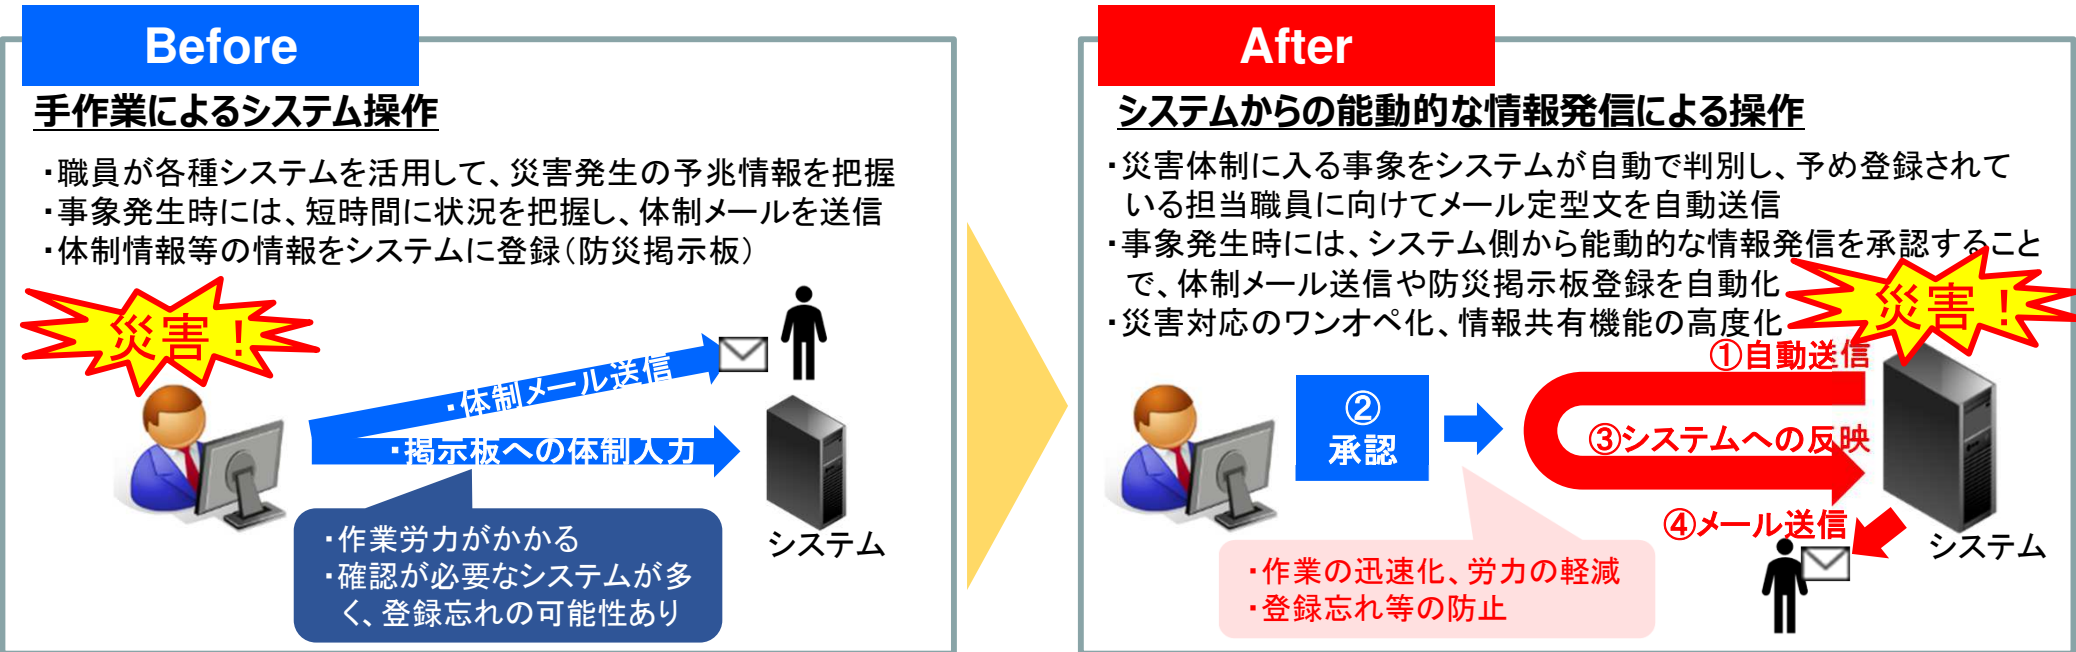 Before
手作業によるシステム操作
・職員が各種システムを活用して、災害発生の予兆情報を把握
・事象発生時には、短時間に状況を把握し、体制メールを送信
・体制情報等の情報をシステムに登録（防災掲示板）
災害！
・体制メール送信
・掲示板への体制入力
システム
・作業労力がかかる
・確認が必要なシステムが多
く、登録忘れの可能性あり
After
システムからの能動的な情報発信による操作
・災害体制に入る事象をシステムが自動で判別し、予め登録されて
いる担当職員に向けてメール定型文を自動送信
・事象発生時には、システム側から能動的な情報発信を承認すること
で、体制メール送信や防災掲示板登録を自動化
・災害対応のワンオペ化、情報共有機能の高度化
災害！
①自動送信
②
承認
③システムへの反映
④メール送信
システム
・作業の迅速化、労力の軽減
・登録忘れ等の防止